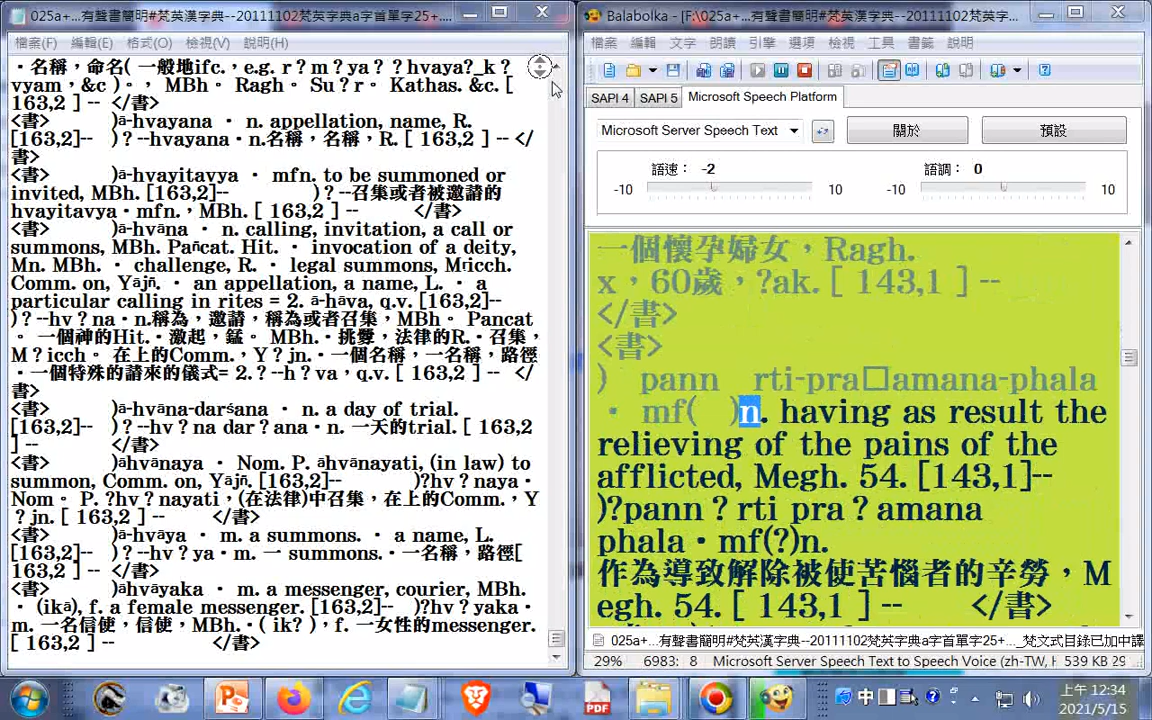 025a+...有聲書簡明#梵英漢字典--20111102梵英字典a字首單字25+...
檔案(F) 編輯(E) 格式(O) 檢視(V) 說明(H)
‧名稱，命名( 一般地ifc.，e.g. r？m？ya？？hvaya?_k？
vyam，&c )。，MBh。Ragh。Su？r。Kathas. &c. [
163,2 ] -- </書>
<書> )ā-hvayana ‧ n. appellation, name, R.
[163,2]-- )？--hvayana‧n.名稱，名稱，R. [ 163,2 ] -- </
書>
<書> )ā-hvayitavya ‧ mfn. to be summoned or
invited, MBh. [163,2]-- )？--召集或者被邀請的
hvayitavya‧mfn.，MBh. [ 163,2 ] -- </書>
<書> )ā-hvāna ‧ n. calling, invitation, a call or
summons, MBh. Pañcat. Hit. ‧ invocation of a deity,
Mn. MBh. ‧ challenge, R. ‧ legal summons, Mṛicch.
Comm. on, Yājñ. ‧ an appellation, a name, L. ‧ a
particular calling in rites = 2. ā-hāva, q.v. [163,2]--
)？--hv？na‧n.稱為，邀請，稱為或者召集，MBh。Pancat
。一個神的Hit.‧激起，錳。MBh.‧挑釁，法律的R.‧召集，
M？icch。 在上的Comm.，Y？jn.‧一個名稱，一名稱，路徑
‧一個特殊的請來的儀式= 2.？--h？va，q.v. [ 163,2 ] -- </
書>
<書> )ā-hvāna-darśana ‧ n. a day of trial.
[163,2]-- )？--hv？na dar？ana‧n. 一天的trial. [ 163,2
] -- </書>
<書> )āhvānaya ‧ Nom. P. āhvānayati, (in law) to
summon, Comm. on, Yājñ. [163,2]-- )?hv？naya‧
Nom。 P. ?hv？nayati，(在法律)中召集，在上的Comm.，Y
？jn. [ 163,2 ] -- </書>
<書> )ā-hvāya ‧ m. a summons. ‧ a name, L.
[163,2]-- )？--hv？ya‧m. 一 summons.‧一名稱，路徑[
163,2 ] -- </書>
<書> )āhvāyaka ‧ m. a messenger, courier, MBh.
‧ (ikā), f. a female messenger. [163,2]-- )?hv？yaka‧
m. 一名信使，信使，MBh.‧( ik?)，f. 一女性的messenger.
[ 163,2 ] -- </書>
Balabolka - [F:\025a+...有聲書簡明#梵英漢字典--20111102梵英字...
檔案 編輯 文字 朗讀 引擎 選項 檢視 工具 書籤 說明
SAPI 4 SAPI 5 Microsoft Speech Platform
Microsoft Server Speech Text 關於 預設
語速: -2 語調: 0
-10 10 -10 10
一個懷孕婦女，Ragh.
x，60歲，?ak. [ 143,1 ] --
</書>
<書>
) pann rti-pra□amana-phala
‧ mf( )n. having as result the
relieving of the pains of the
afflicted, Megh. 54. [143,1]--
)?pann？rti pra？amana
phala‧mf(?)n.
作為導致解除被使苦惱者的辛勞，M
egh. 54. [ 143,1 ] -- </書>
025a+...有聲書簡明#梵英漢字典--20111102梵英字典a字首單字25+..._梵文式目錄已加中譯
29% 6983: 8 Microsoft Server Speech Text to Speech Voice (zh-TW, H 539 KB 29
PDF
中
上午 12:34
2021/5/15